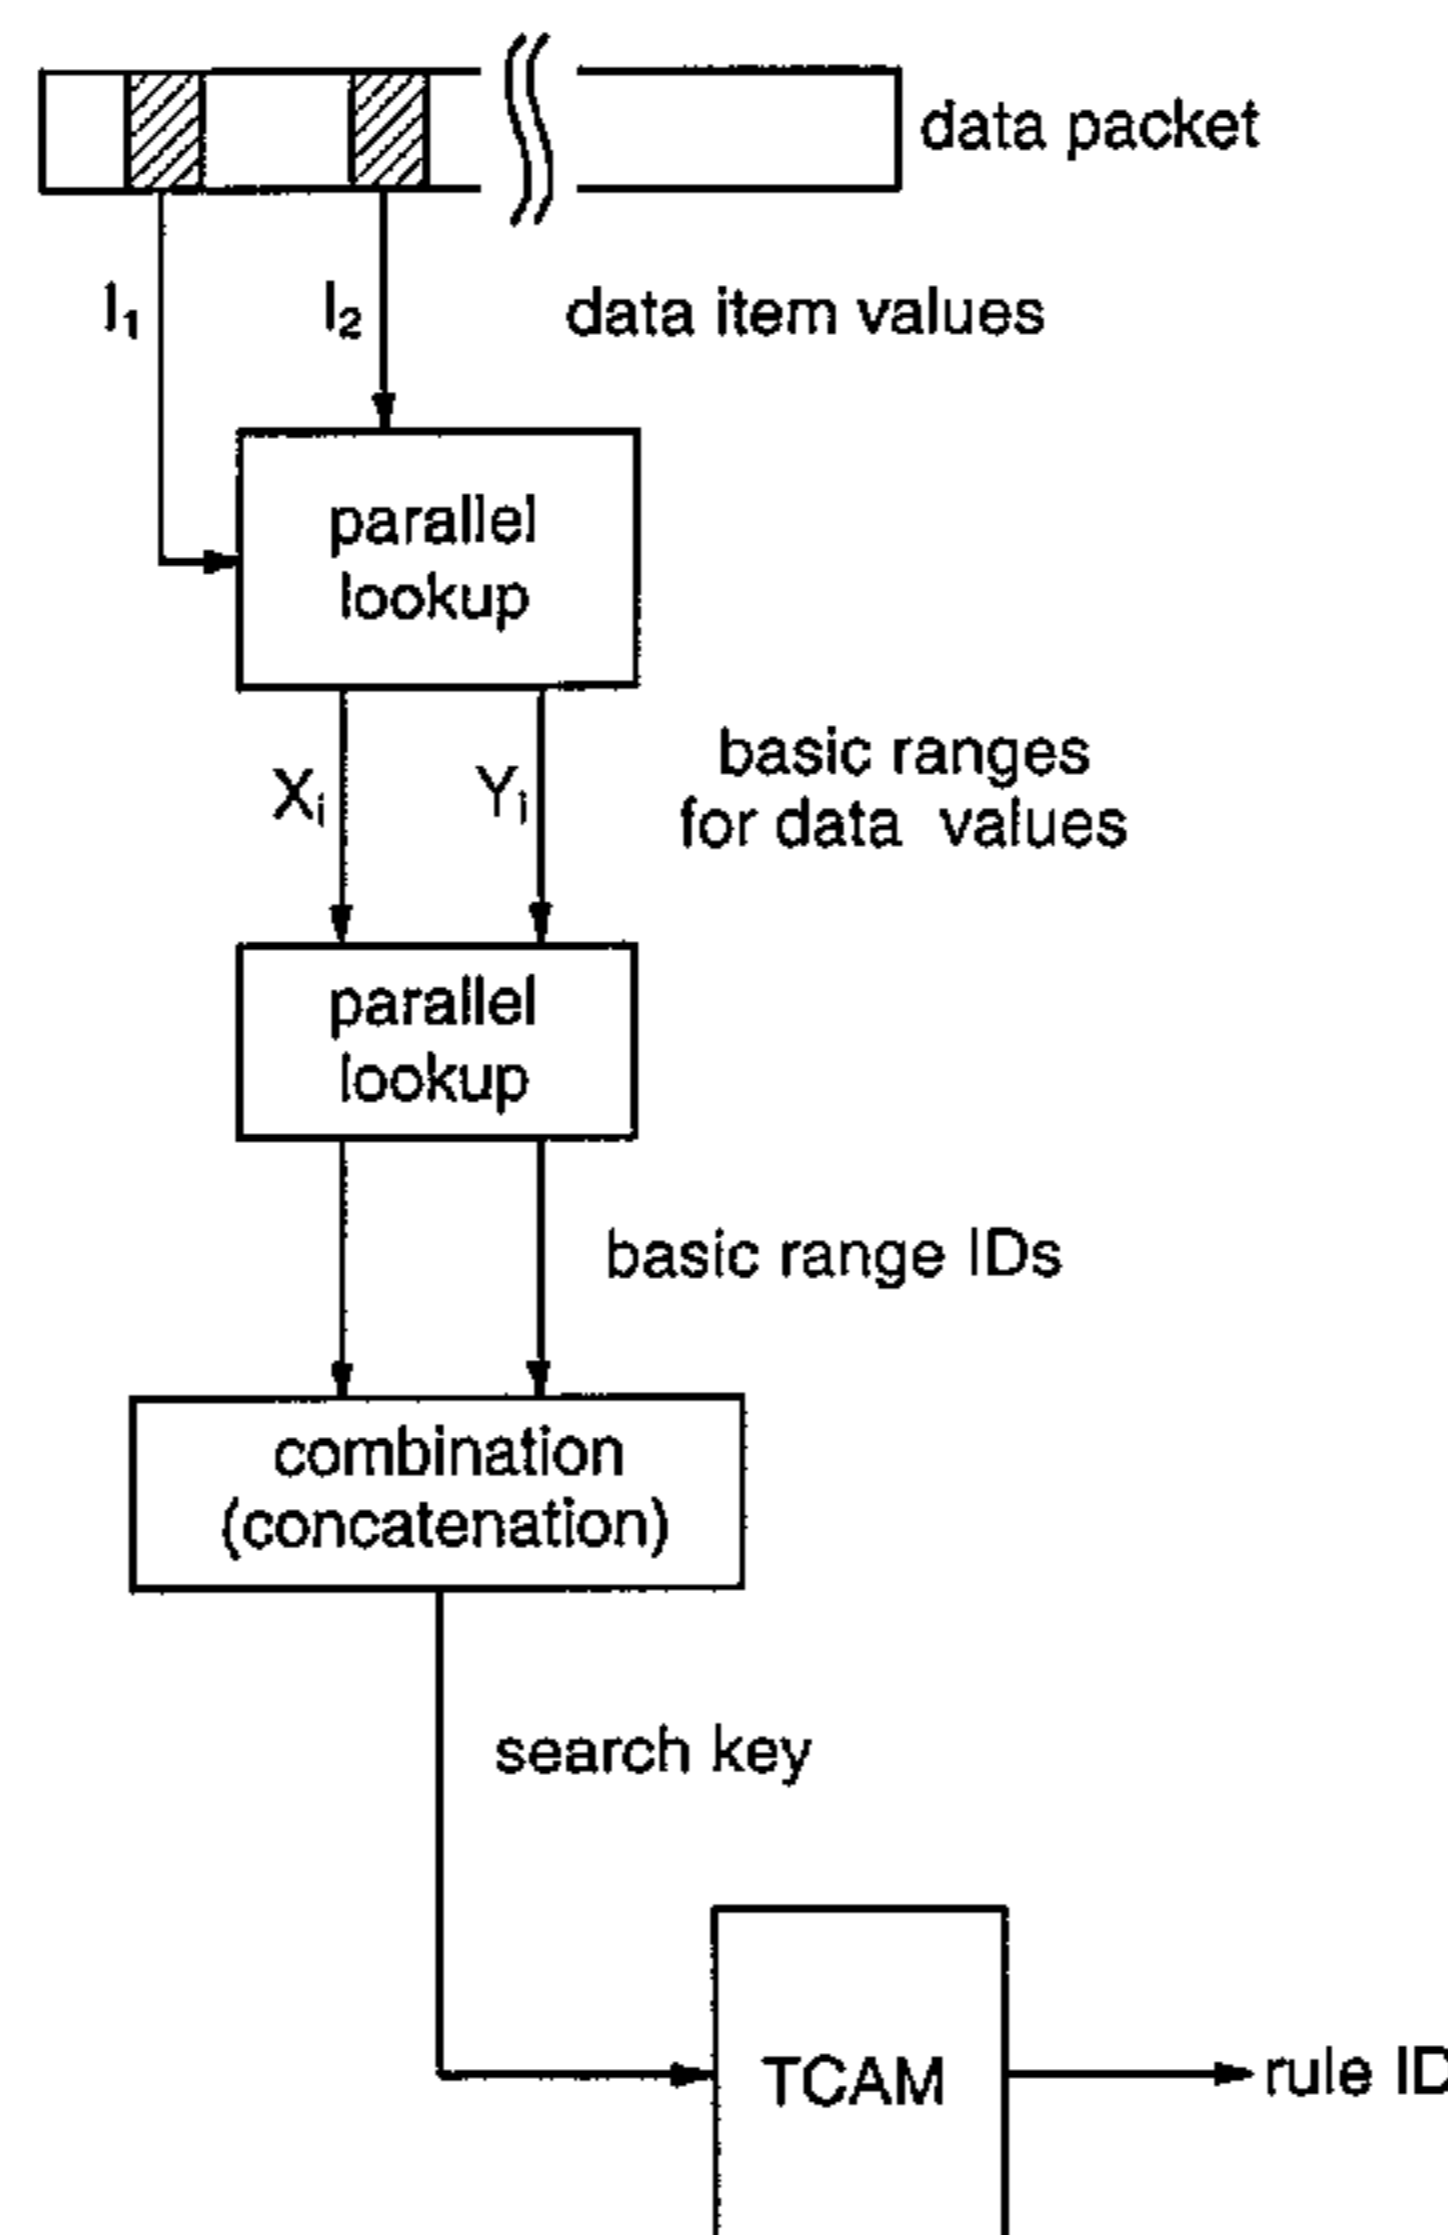 data packet
I₁
I₂
data item values
parallel
lookup
basic ranges
for data values
Xᵢ
Yᵢ
parallel
lookup
basic range IDs
combination
(concatenation)
search key
TCAM
rule ID